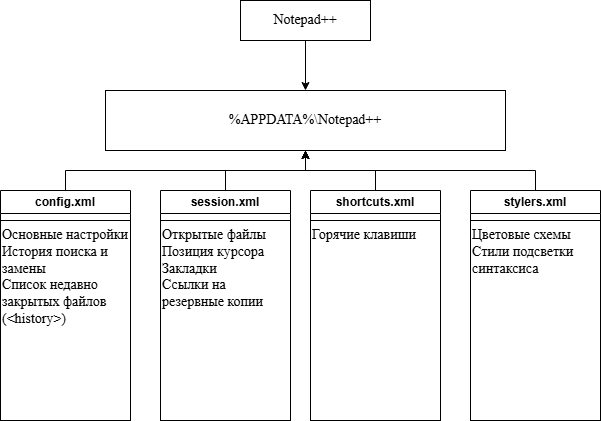 Notepad++
%APPDATA%\Notepad++
config.xml
Основные настройки
История поиска и
замены
Список недавно
закрытых файлов
(<history>)
session.xml
Открытые файлы
Позиция курсора
Закладки
Ссылки на
резервные копии
shortcuts.xml
Горячие клавиши
stylers.xml
Цветовые схемы
Стили подсветки
синтаксиса